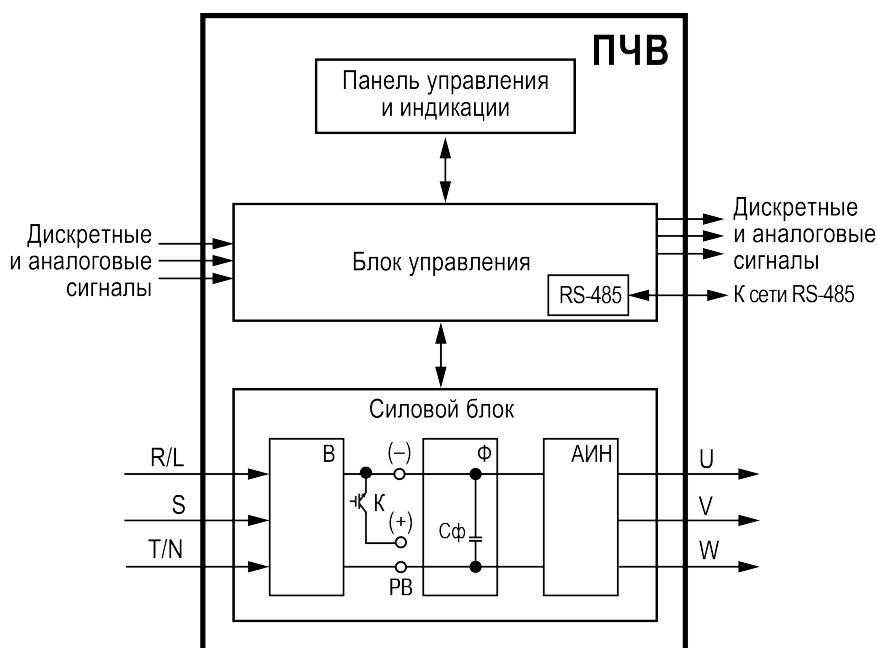 ПЧВ
Панель управления
и индикации
Дискретные
и аналоговые
сигналы
Блок управления
RS-485
Дискретные
и аналоговые
сигналы
К сети RS-485
Силовой блок
R/L
S
T/N
В
(–)
К
(+)
РВ
Ф
Сф
АИН
U
V
W